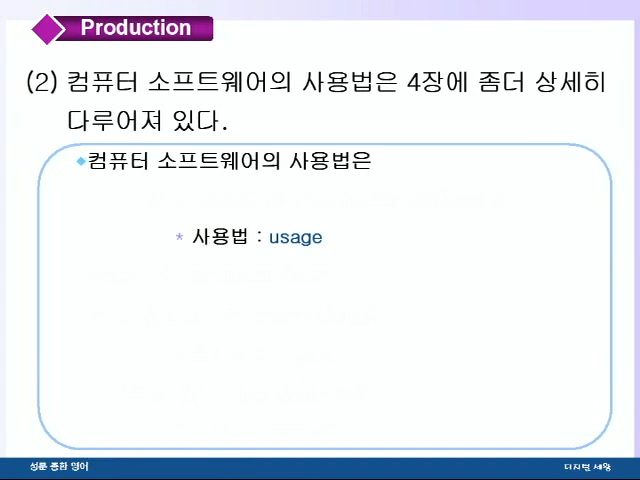 Production
(2) 컴퓨터 소프트웨어의 사용법은 4장에 좀더 상세히
다루어져 있다.
컴퓨터 소프트웨어의 사용법은
* 사용법 : usage
성문 종합 영어
디지털 세광